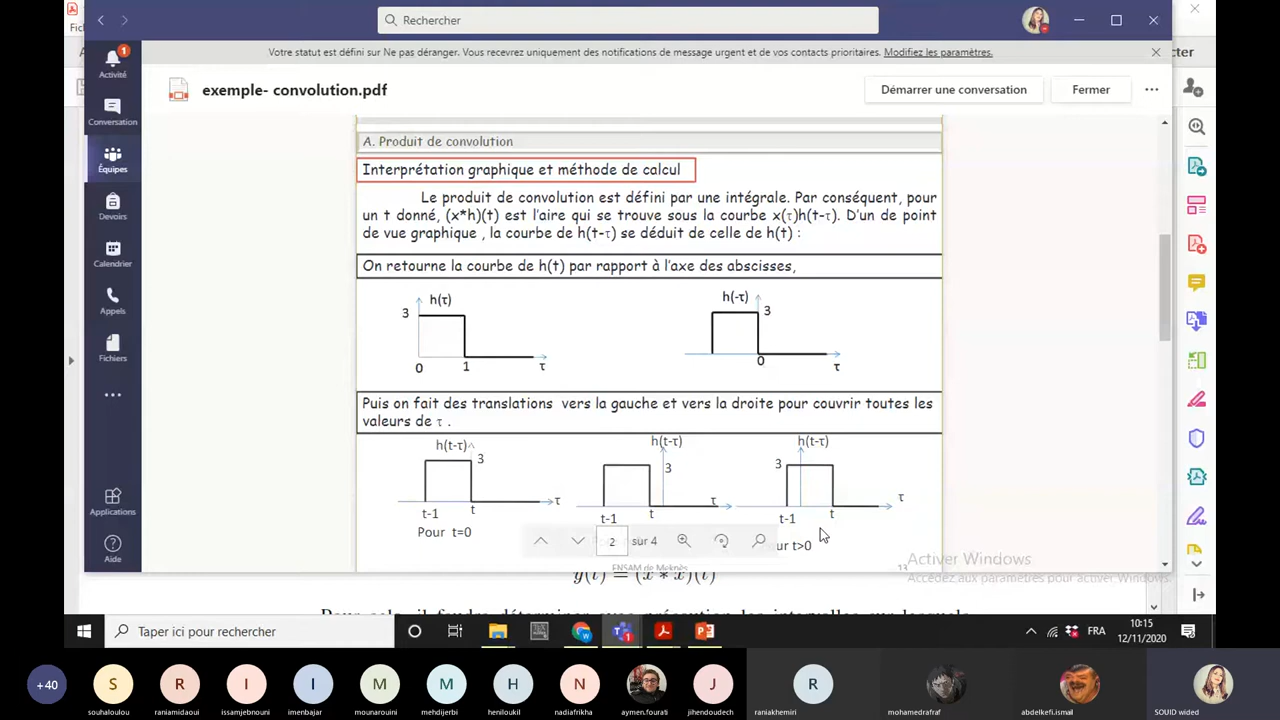 Rechercher
Votre statut est défini sur Ne pas déranger. Vous recevrez uniquement des notifications de message urgent et de vos contacts prioritaires. Modifiez les paramètres.
Activité
1
Conversation
Équipes
Devoirs
Calendrier
Appels
Fichiers
Applications
Aide
exemple- convolution.pdf
Démarrer une conversation
Fermer
A. Produit de convolution
Interprétation graphique et méthode de calcul
Le produit de convolution est défini par une intégrale. Par conséquent, pour
un t donné, (x*h)(t) est l'aire qui se trouve sous la courbe x(τ)h(t-τ). D'un de point
de vue graphique , la courbe de h(t-τ) se déduit de celle de h(t) :
On retourne la courbe de h(t) par rapport à l'axe des abscisses,
h(τ)
3
0
1
τ
h(-τ)
3
0
τ
Puis on fait des translations vers la gauche et vers la droite pour couvrir toutes les
valeurs de τ .
h(t-τ)
3
t-1
t
τ
Pour t=0
h(t-τ)
3
t-1
t
τ
h(t-τ)
3
t-1
t
τ
ur t>0
2 sur 4
ENSAM de Meknès
13
Activer Windows
Accédez aux paramètres pour activer Windows.
y(t) = (x * x)(t)
Taper ici pour rechercher
FRA
10:15
12/11/2020
+40
S
souhaloulou
R
raniamidaoui
I
issamjebnouni
I
imenbajar
M
mounarouini
M
mehdijerbi
H
heniloukil
N
nadiafrikha
aymen.fourati
J
jihendoudech
R
raniakhemiri
mohamedrafraf
abdelkefi.ismail
SOUID wided